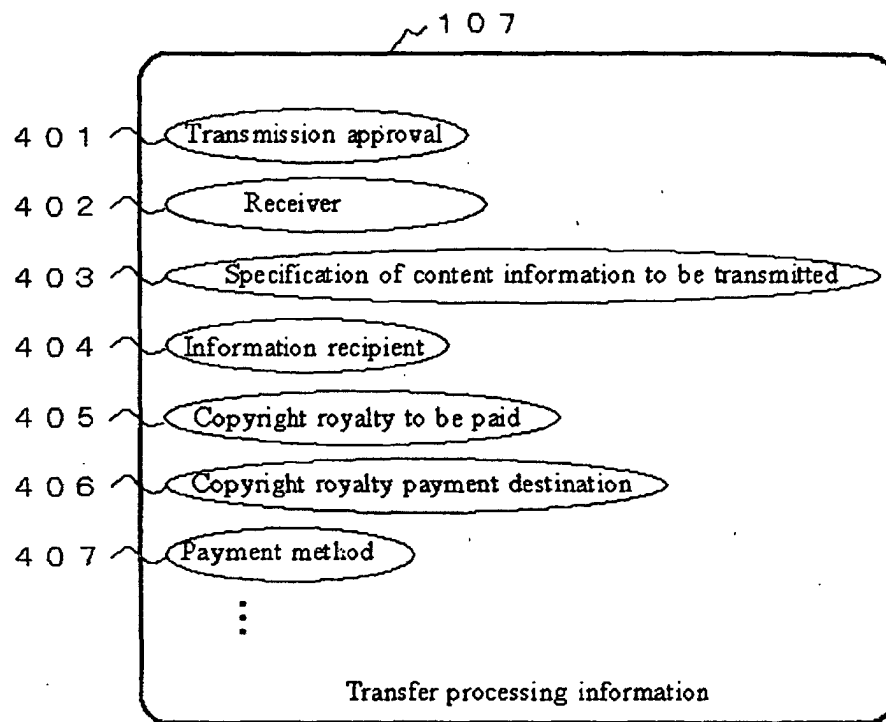 107
401 Transmission approval
402 Receiver
403 Specification of content information to be transmitted
404 Information recipient
405 Copyright royalty to be paid
406 Copyright royalty payment destination
407 Payment method
⋮
Transfer processing information